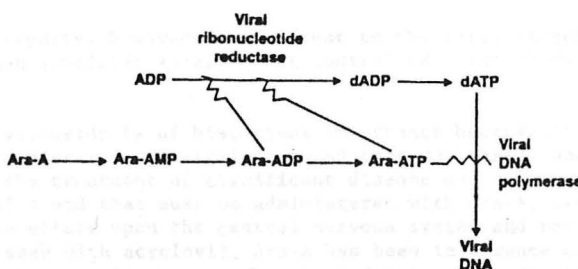 Viral
ribonucleotide
reductase
ADP dADP dATP
Ara-A Ara-AMP Ara-ADP Ara-ATP
Viral
DNA
polymerase
Viral
DNA